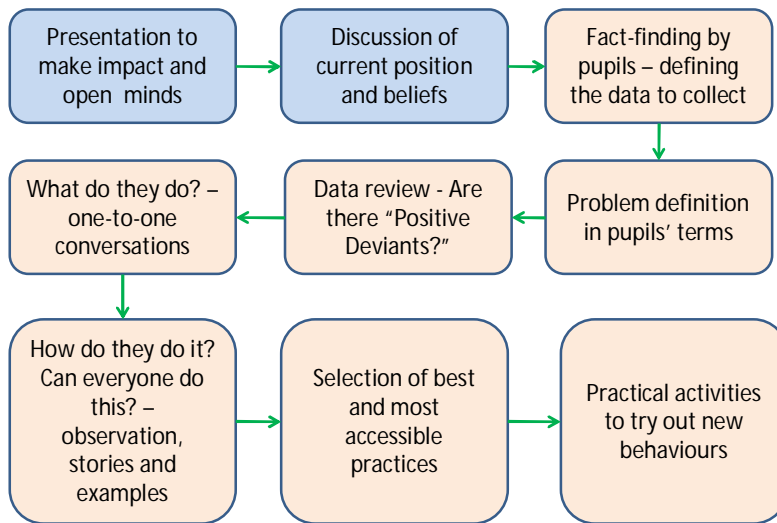 Presentation to
make impact and
open minds
Discussion of
current position
and beliefs
Fact-finding by
pupils – defining
the data to collect
Problem definition
in pupils’ terms
Data review - Are
there “Positive
Deviants?”
What do they do? –
one-to-one
conversations
How do they do it?
Can everyone do
this? –
observation,
stories and
examples
Selection of best
and most
accessible
practices
Practical activities
to try out new
behaviours